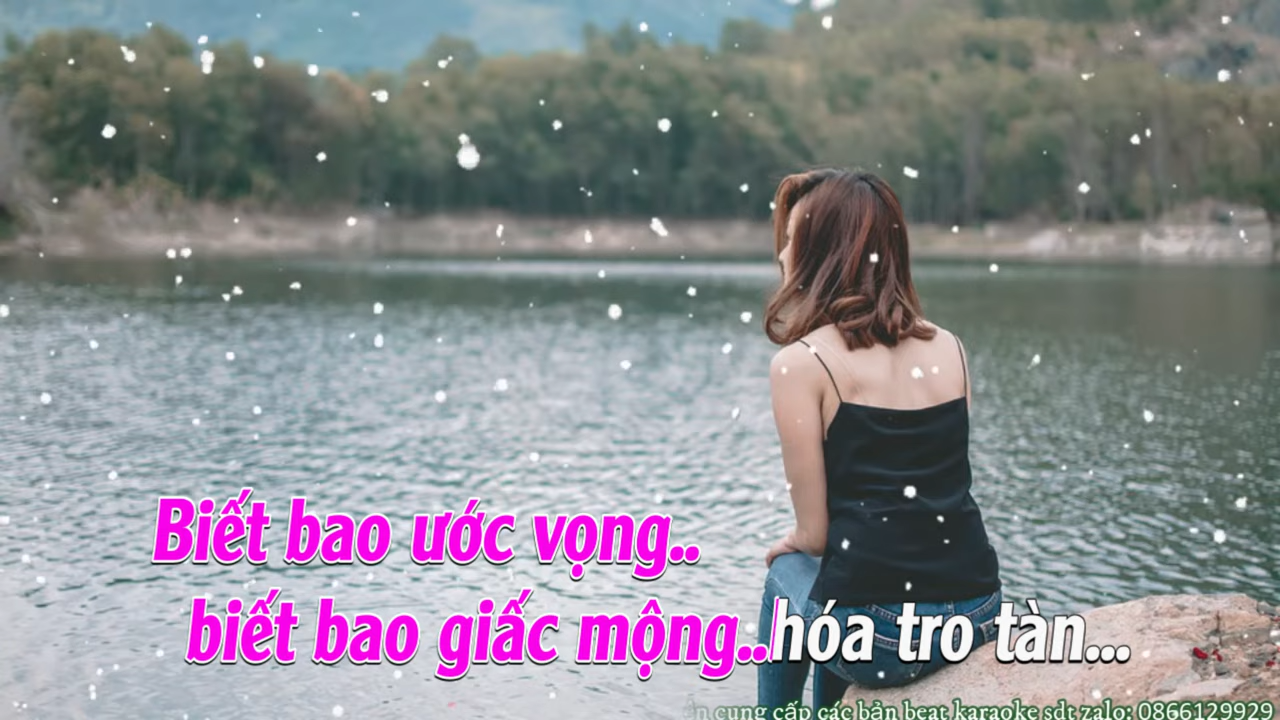 Biết bao ước vọng..
biết bao giấc mộng..hóa tro tàn...
cung cấp các bản beat karaoke sdt zalo: 0866129929